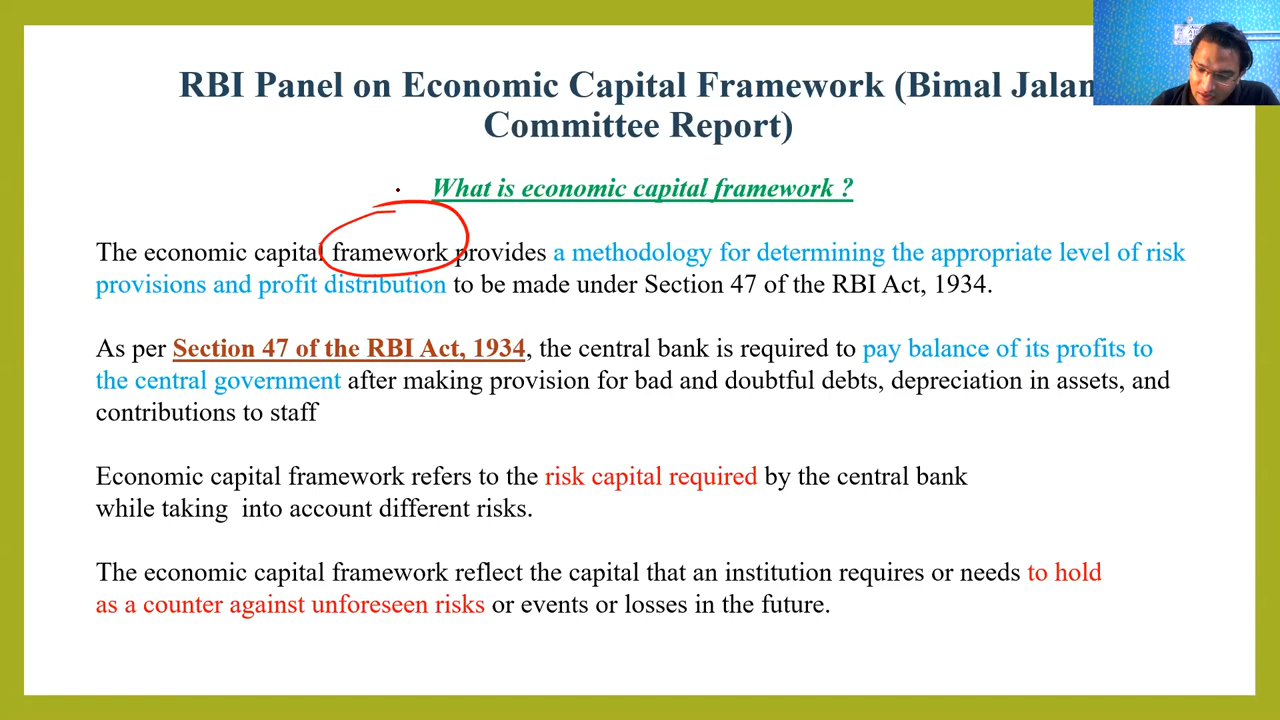 RBI Panel on Economic Capital Framework (Bimal Jalan
Committee Report)
What is economic capital framework ?
The economic capital framework provides a methodology for determining the appropriate level of risk
provisions and profit distribution to be made under Section 47 of the RBI Act, 1934.
As per Section 47 of the RBI Act, 1934, the central bank is required to pay balance of its profits to
the central government after making provision for bad and doubtful debts, depreciation in assets, and
contributions to staff
Economic capital framework refers to the risk capital required by the central bank
while taking into account different risks.
The economic capital framework reflect the capital that an institution requires or needs to hold
as a counter against unforeseen risks or events or losses in the future.